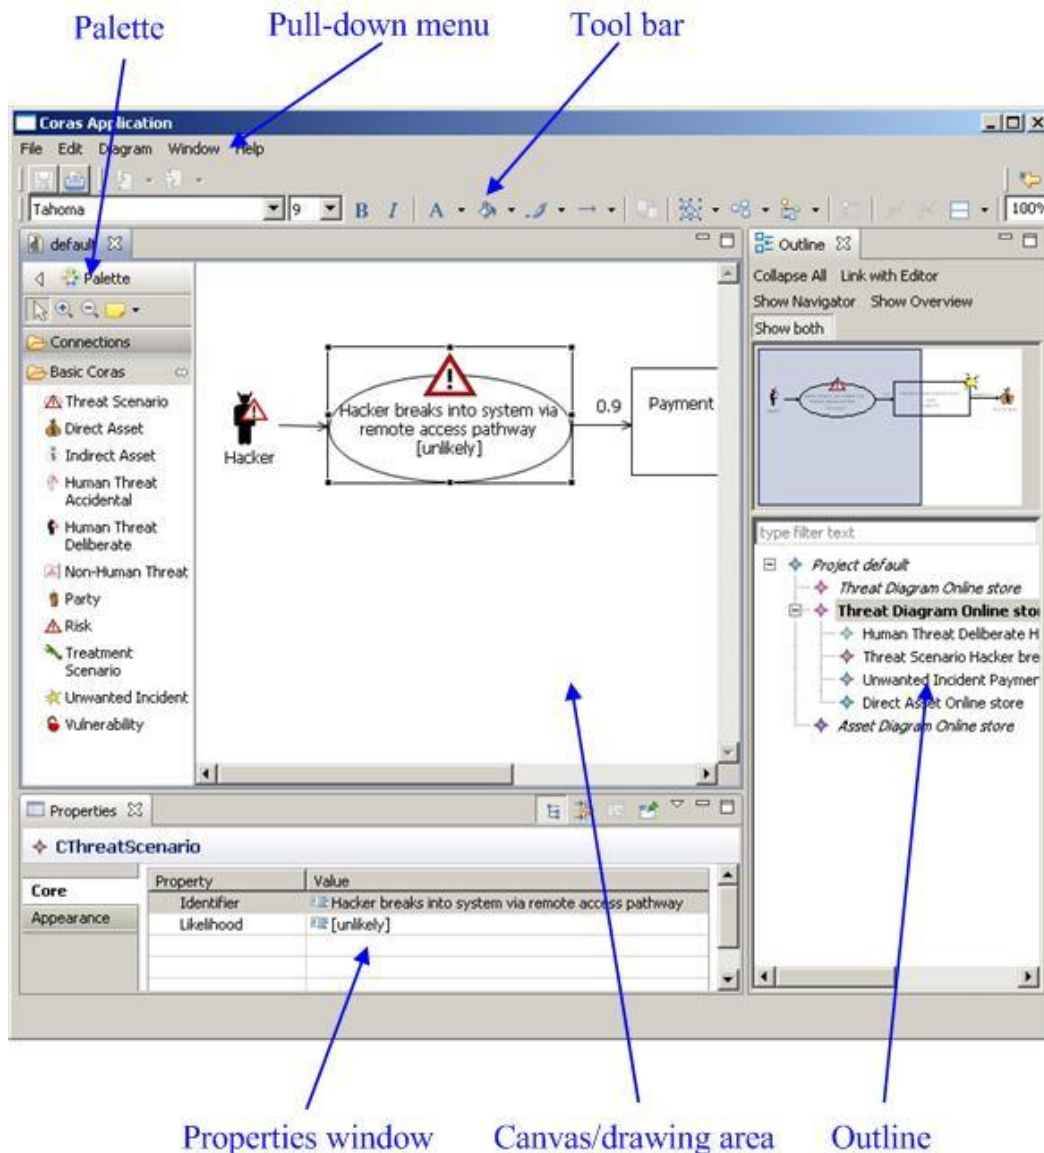 Palette
Pull-down menu
Tool bar
Coras Application
File Edit Diagram Window Help
Tahoma 9 B I A 100%
default
Palette
Connections
Basic Coras
Threat Scenario
Direct Asset
Indirect Asset
Human Threat
Accidental
Human Threat
Deliberate
Non-Human Threat
Party
Risk
Treatment
Scenario
Unwanted Incident
Vulnerability
Hacker
Hacker breaks into system via
remote access pathway
[unlikely]
0.9
Payment
Outline
Collapse All Link with Editor
Show Navigator Show Overview
Show both
type filter text
Project default
Threat Diagram Online store
Threat Diagram Online sto
Human Threat Deliberate H
Threat Scenario Hacker bre
Unwanted Incident Paymer
Direct Asset Online store
Asset Diagram Online store
Properties
CThreatScenario
Core
Appearance
Property Value
Identifier Hacker breaks into system via remote access pathway
Likelihood [unlikely]
Properties window
Canvas/drawing area
Outline